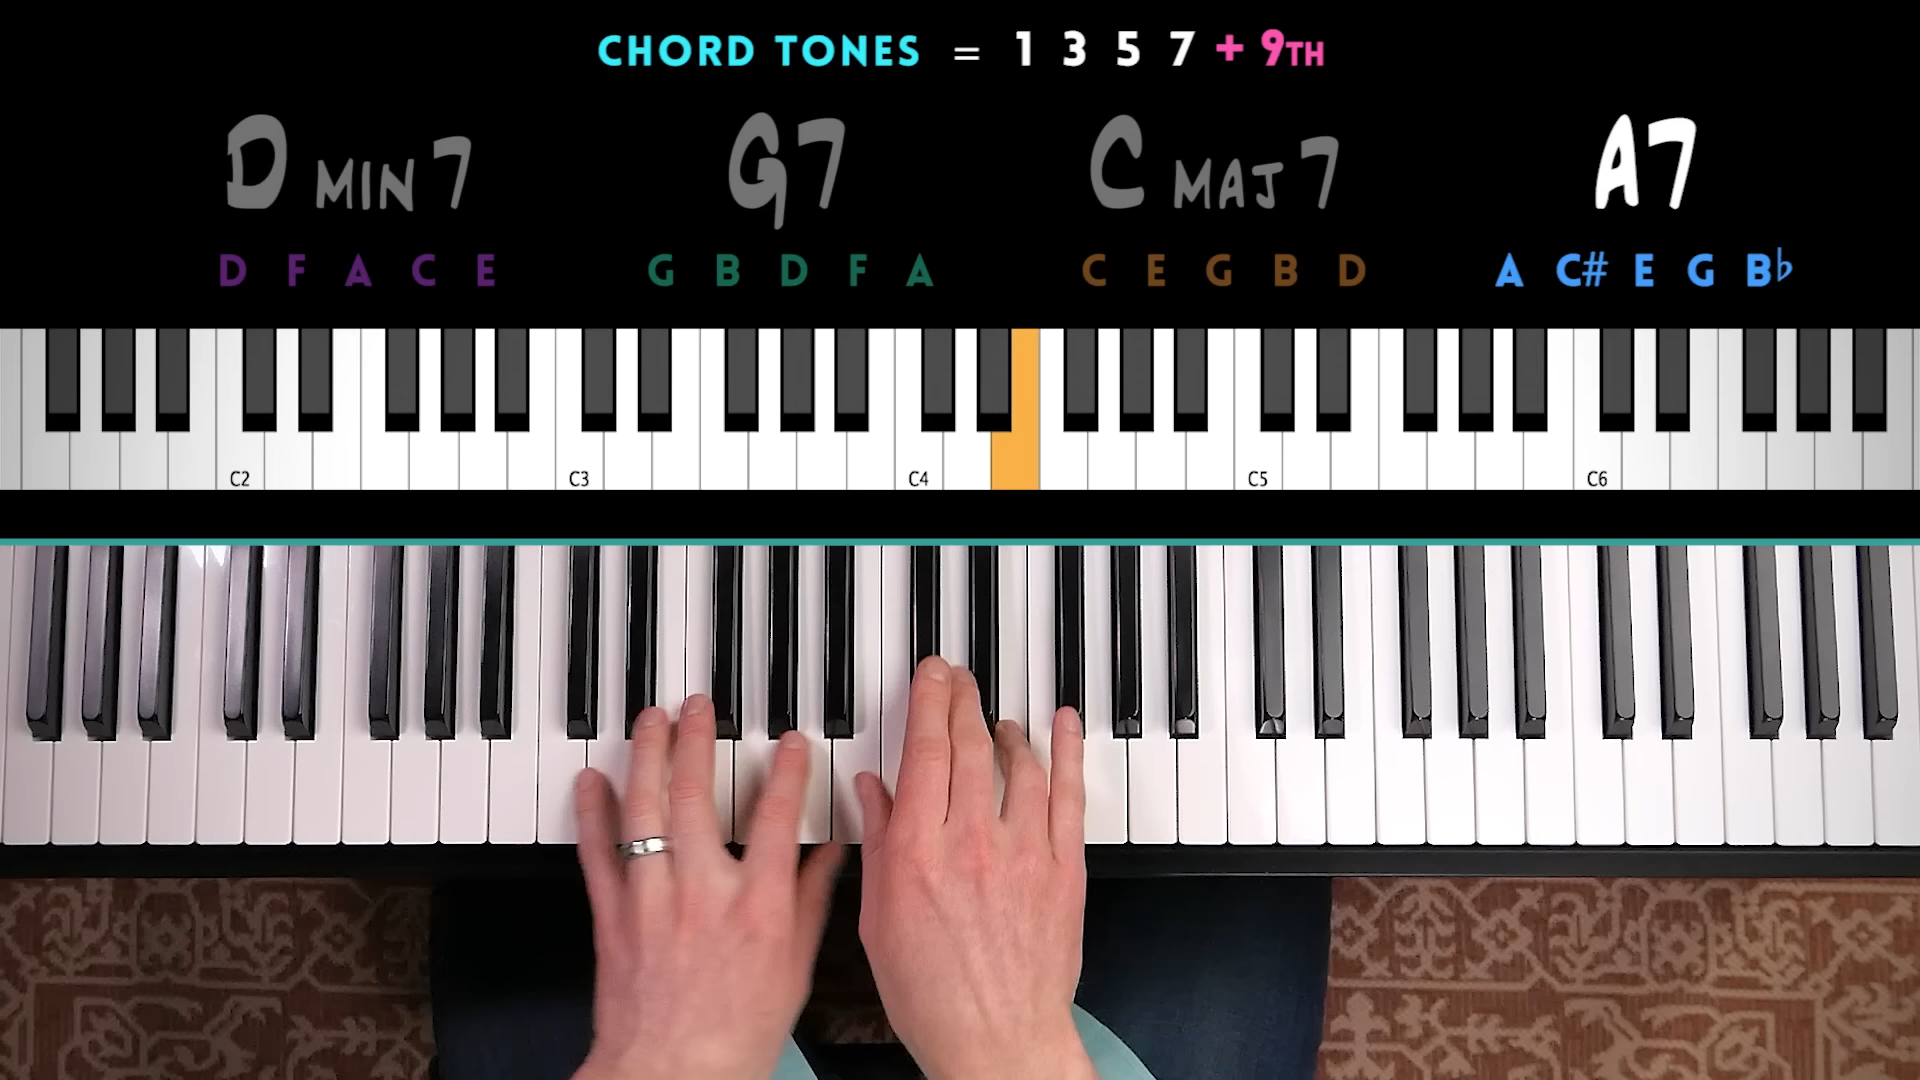 CHORD TONES = 1 3 5 7 + 9TH
D MIN 7 G7 C MAJ 7 A7
D F A C E G B D F A C E G B D A C# E G B♭
C2 C3 C4 C5 C6